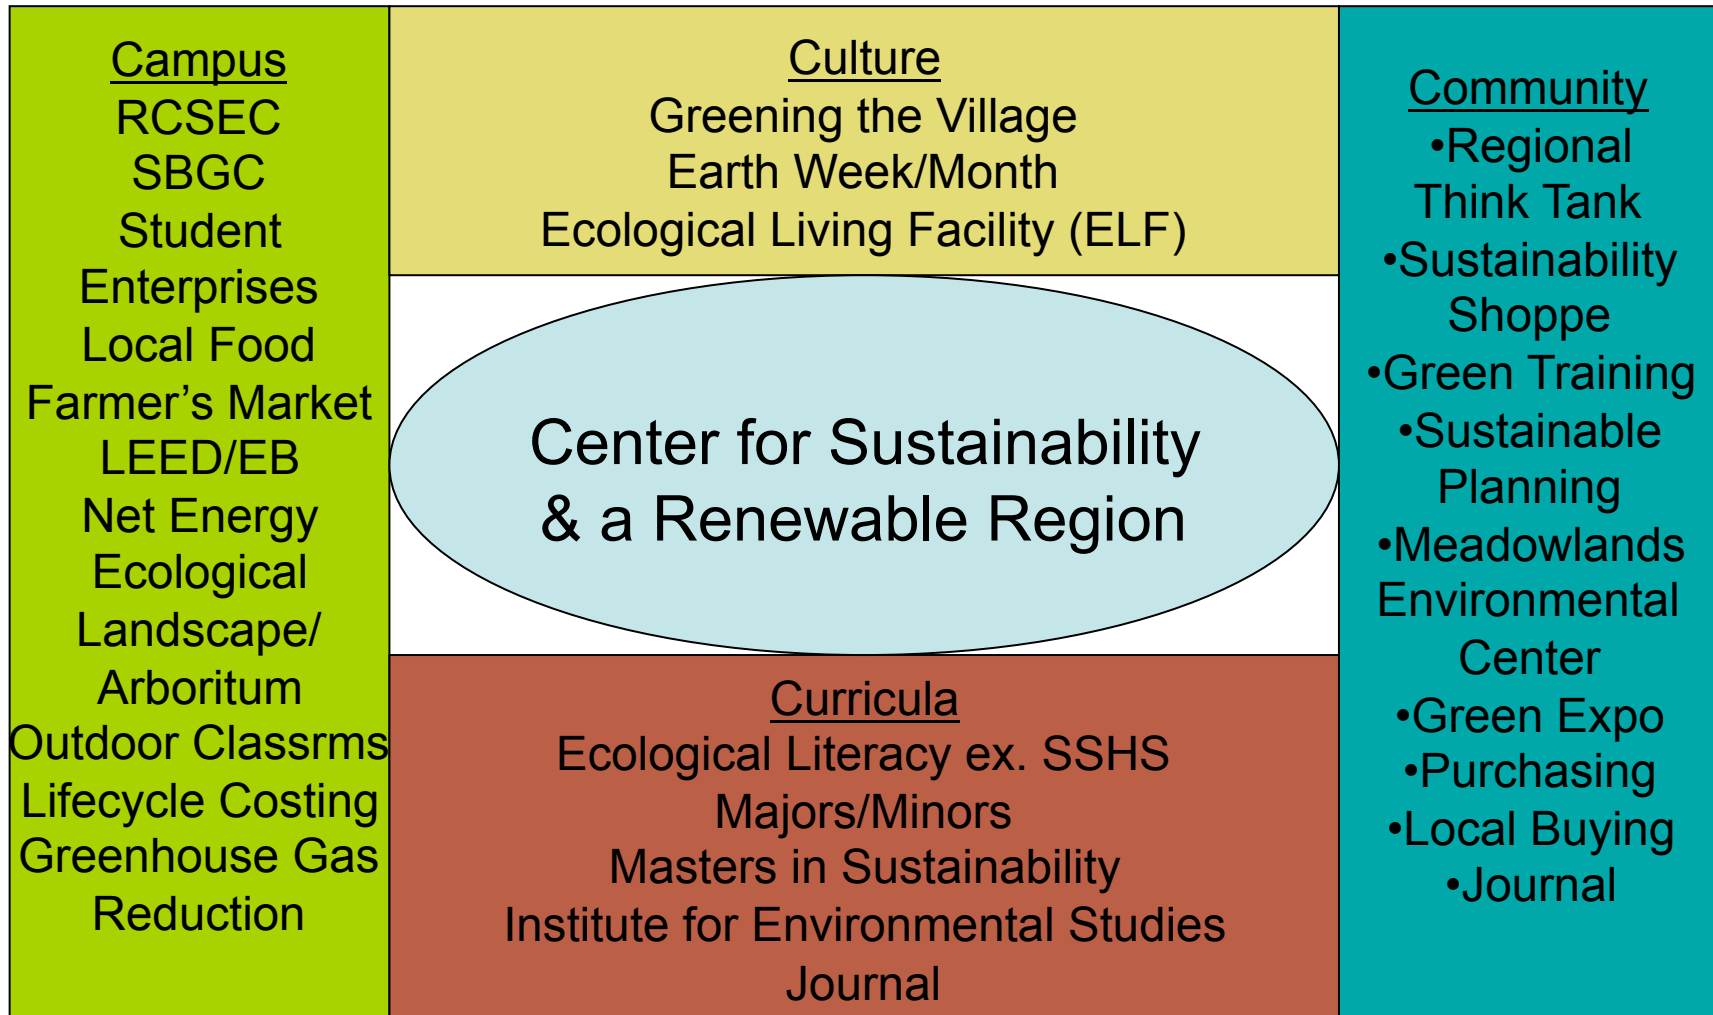 Campus
RCSEC
SBGC
Student
Enterprises
Local Food
Farmer’s Market
LEED/EB
Net Energy
Ecological
Landscape/
Arboritum
Outdoor Classrms
Lifecycle Costing
Greenhouse Gas
Reduction
Culture
Greening the Village
Earth Week/Month
Ecological Living Facility (ELF)
Center for Sustainability
& a Renewable Region
Curricula
Ecological Literacy ex. SSHS
Majors/Minors
Masters in Sustainability
Institute for Environmental Studies
Journal
Community
•Regional
Think Tank
•Sustainability
Shoppe
•Green Training
•Sustainable
Planning
•Meadowlands
Environmental
Center
•Green Expo
•Purchasing
•Local Buying
•Journal